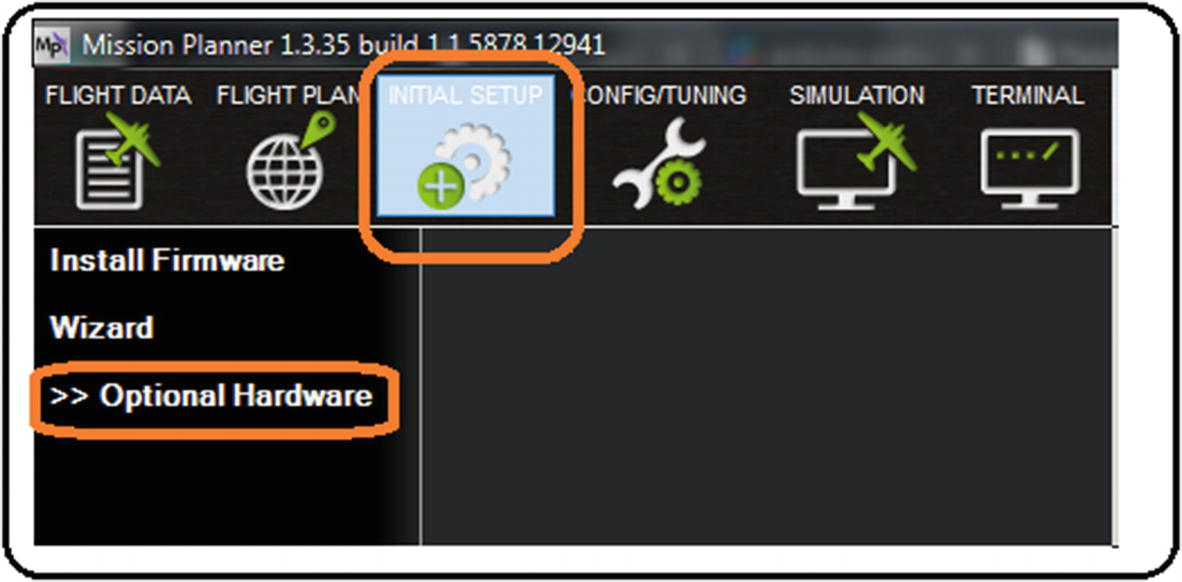 Mp Mission Planner 1.3.35 build 1.1.5878.12941
FLIGHT DATA FLIGHT PLAN INITIAL SETUP CONFIG/TUNING SIMULATION TERMINAL
Install Firmware
Wizard
>> Optional Hardware